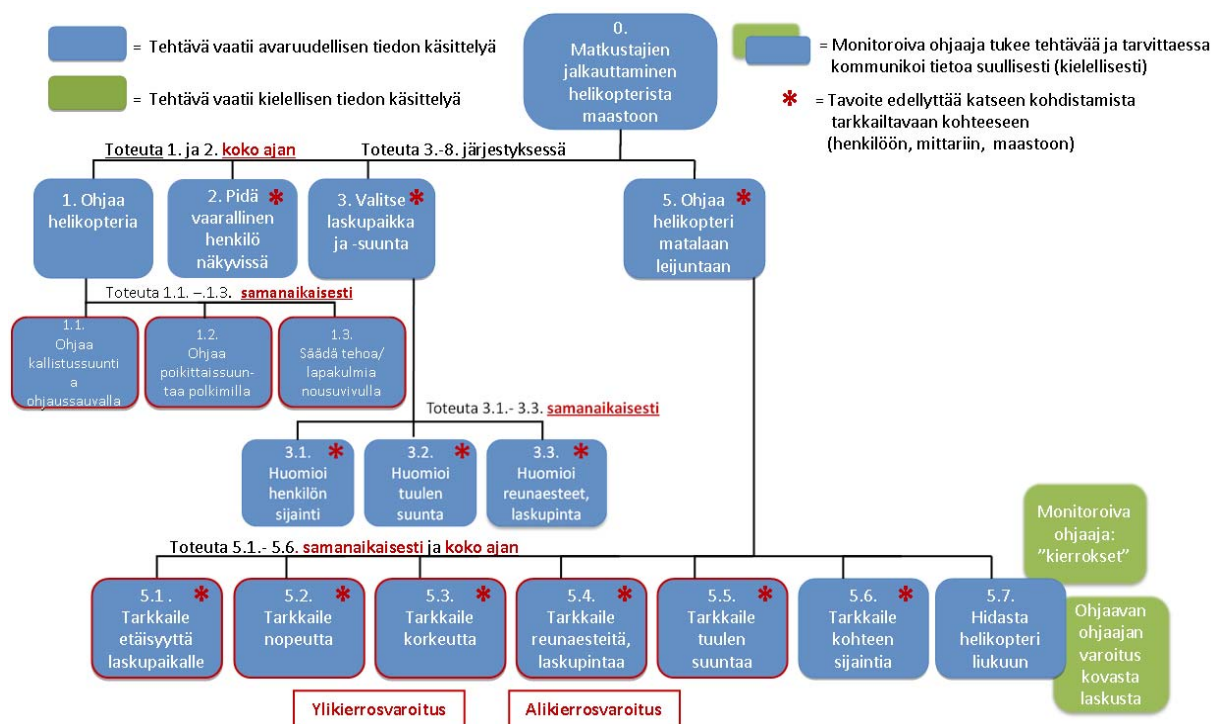 = Tehtävä vaatii avaruudellisen tiedon käsittelyä
= Tehtävä vaatii kielellisen tiedon käsittelyä
0.
Matkustajien
jalkauttaminen
helikopterista
maastoon
= Monitoroiva ohjaaja tukee tehtävää ja tarvittaessa
kommunikoi tietoa suullisesti (kielellisesti)
* = Tavoite edellyttää katseen kohdistamista
tarkkailtavaan kohteeseen
(henkilöön, mittariin, maastoon)
Toteuta 1. ja 2. koko ajan
Toteuta 3.-8. järjestyksessä
1. Ohjaa
helikopteria
2. Pidä *
vaarallinen
henkilö
näkyvissä
3. Valitse *
laskupaikka
ja -suunta
5. Ohjaa *
helikopteri
matalaan
leijuntaan
Toteuta 1.1. –.1.3. samanaikaisesti
1.1.
Ohjaa
kallistussuunti
a
ohjaussauvalla
1.2.
Ohjaa
poikittaissuun-
taa polkimilla
1.3.
Säädä tehoa/
lapakulmia
nousuvivulla
Toteuta 3.1.- 3.3. samanaikaisesti
3.1. *
Huomioi
henkilön
sijainti
3.2. *
Huomioi
tuulen
suunta
3.3. *
Huomioi
reunaesteet,
laskupinta
Toteuta 5.1.- 5.6. samanaikaisesti ja koko ajan
5.1. *
Tarkkaile
etäisyyttä
laskupaikalle
5.2. *
Tarkkaile
nopeutta
5.3. *
Tarkkaile
korkeutta
5.4. *
Tarkkaile
reunaesteitä,
laskupintaa
5.5. *
Tarkkaile
tuulen
suuntaa
5.6. *
Tarkkaile
kohteen
sijaintia
5.7.
Hidasta
helikopteri
liukuun
Monitoroiva
ohjaaja:
”kierrokset”
Ohjaavan
ohjaajan
varoitus
kovasta
laskusta
Ylikierrosvaroitus
Alikierrosvaroitus